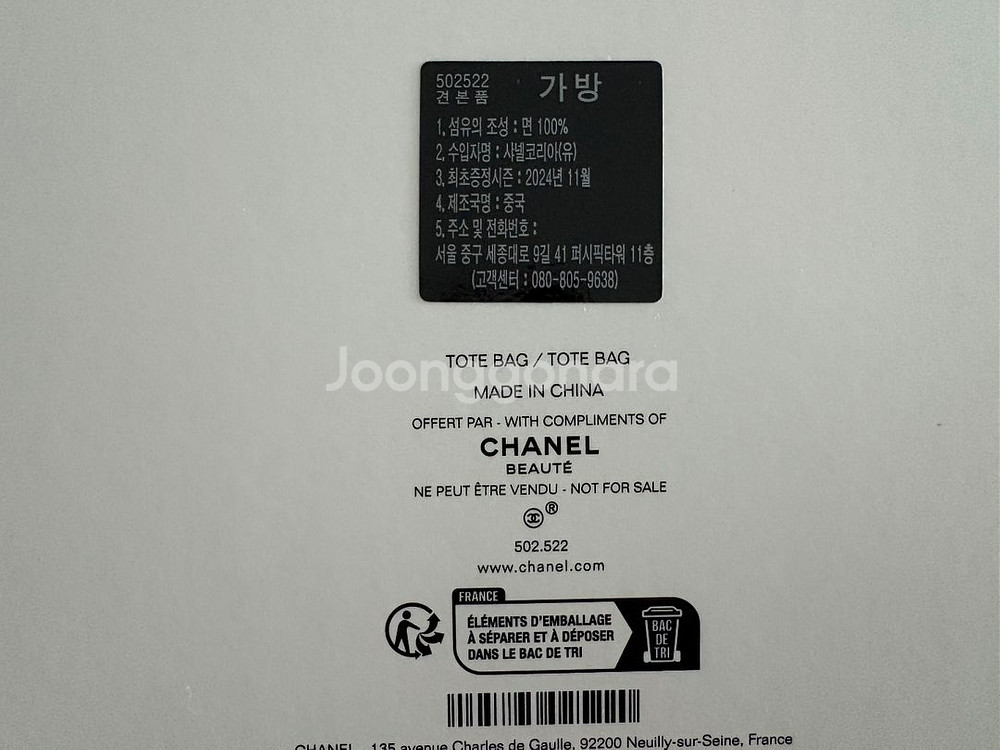 502522
견 본 품
가 방
1. 섬유의 조성 : 면 100%
2. 수입자명 : 샤넬코리아(유)
3. 최초증정시즌 : 2024년 11월
4. 제조국명 : 중국
5. 주소 및 전화번호 :
서울 중구 세종대로 9길 41 퍼시픽타워 11층
(고객센터 : 080-805-9638)
TOTE BAG / TOTE BAG
Joonggonara
MADE IN CHINA
OFFERT PAR - WITH COMPLIMENTS OF
CHANEL
BEAUTÉ
NE PEUT ÊTRE VENDU - NOT FOR SALE
®
502.522
www.chanel.com
FRANCE
ÉLÉMENTS D'EMBALLAGE
À SÉPARER ET À DÉPOSER
DANS LE BAC DE TRI
BAC
DE
TRI
CHANEL 135 avenue Charles de Gaulle, 92200 Neuilly-sur-Seine, France